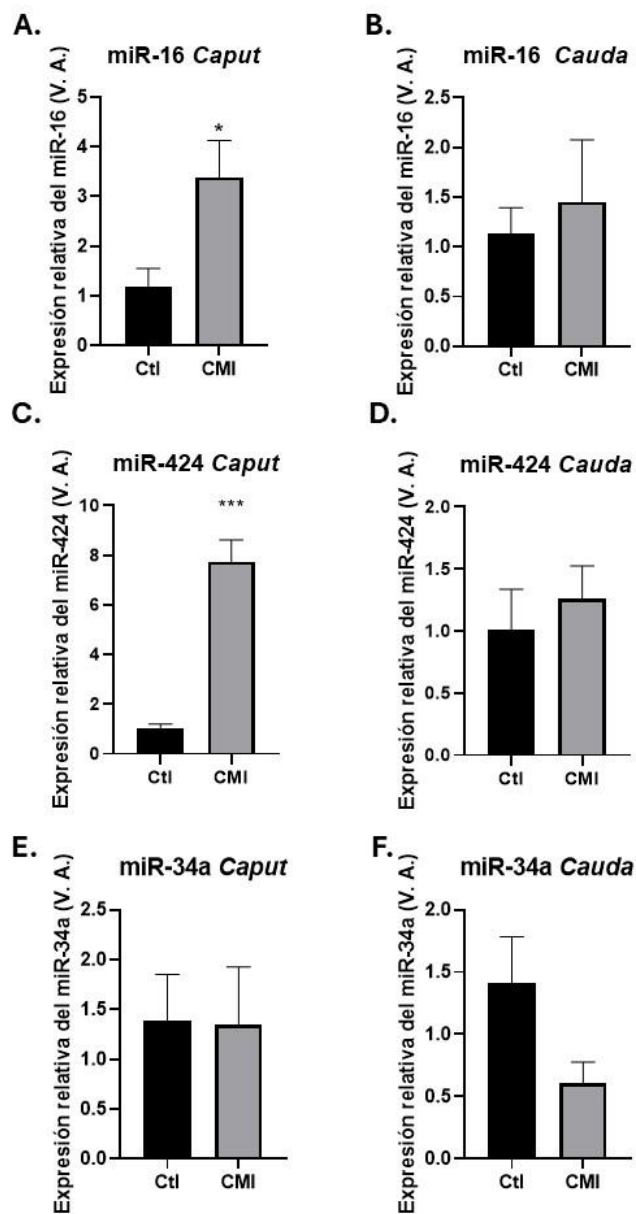 A.
miR-16 Caput
Expresión relativa del miR-16 (V. A.)
5
4
3
2
1
0
*
Ctl
CMI
B.
miR-16 Cauda
Expresión relativa del miR-16 (V. A.)
2.5
2.0
1.5
1.0
0.5
0.0
Ctl
CMI
C.
miR-424 Caput
Expresión relativa del miR-424 (V. A.)
10
8
6
4
2
0
***
Ctl
CMI
D.
miR-424 Cauda
Expresión relativa del miR-424 (V. A.)
2.0
1.5
1.0
0.5
0.0
Ctl
CMI
E.
miR-34a Caput
Expresión relativa del miR-34a (V. A.)
2.5
2.0
1.5
1.0
0.5
0.0
Ctl
CMI
F.
miR-34a Cauda
Expresión relativa del miR-34a (V. A.)
2.0
1.5
1.0
0.5
0.0
Ctl
CMI